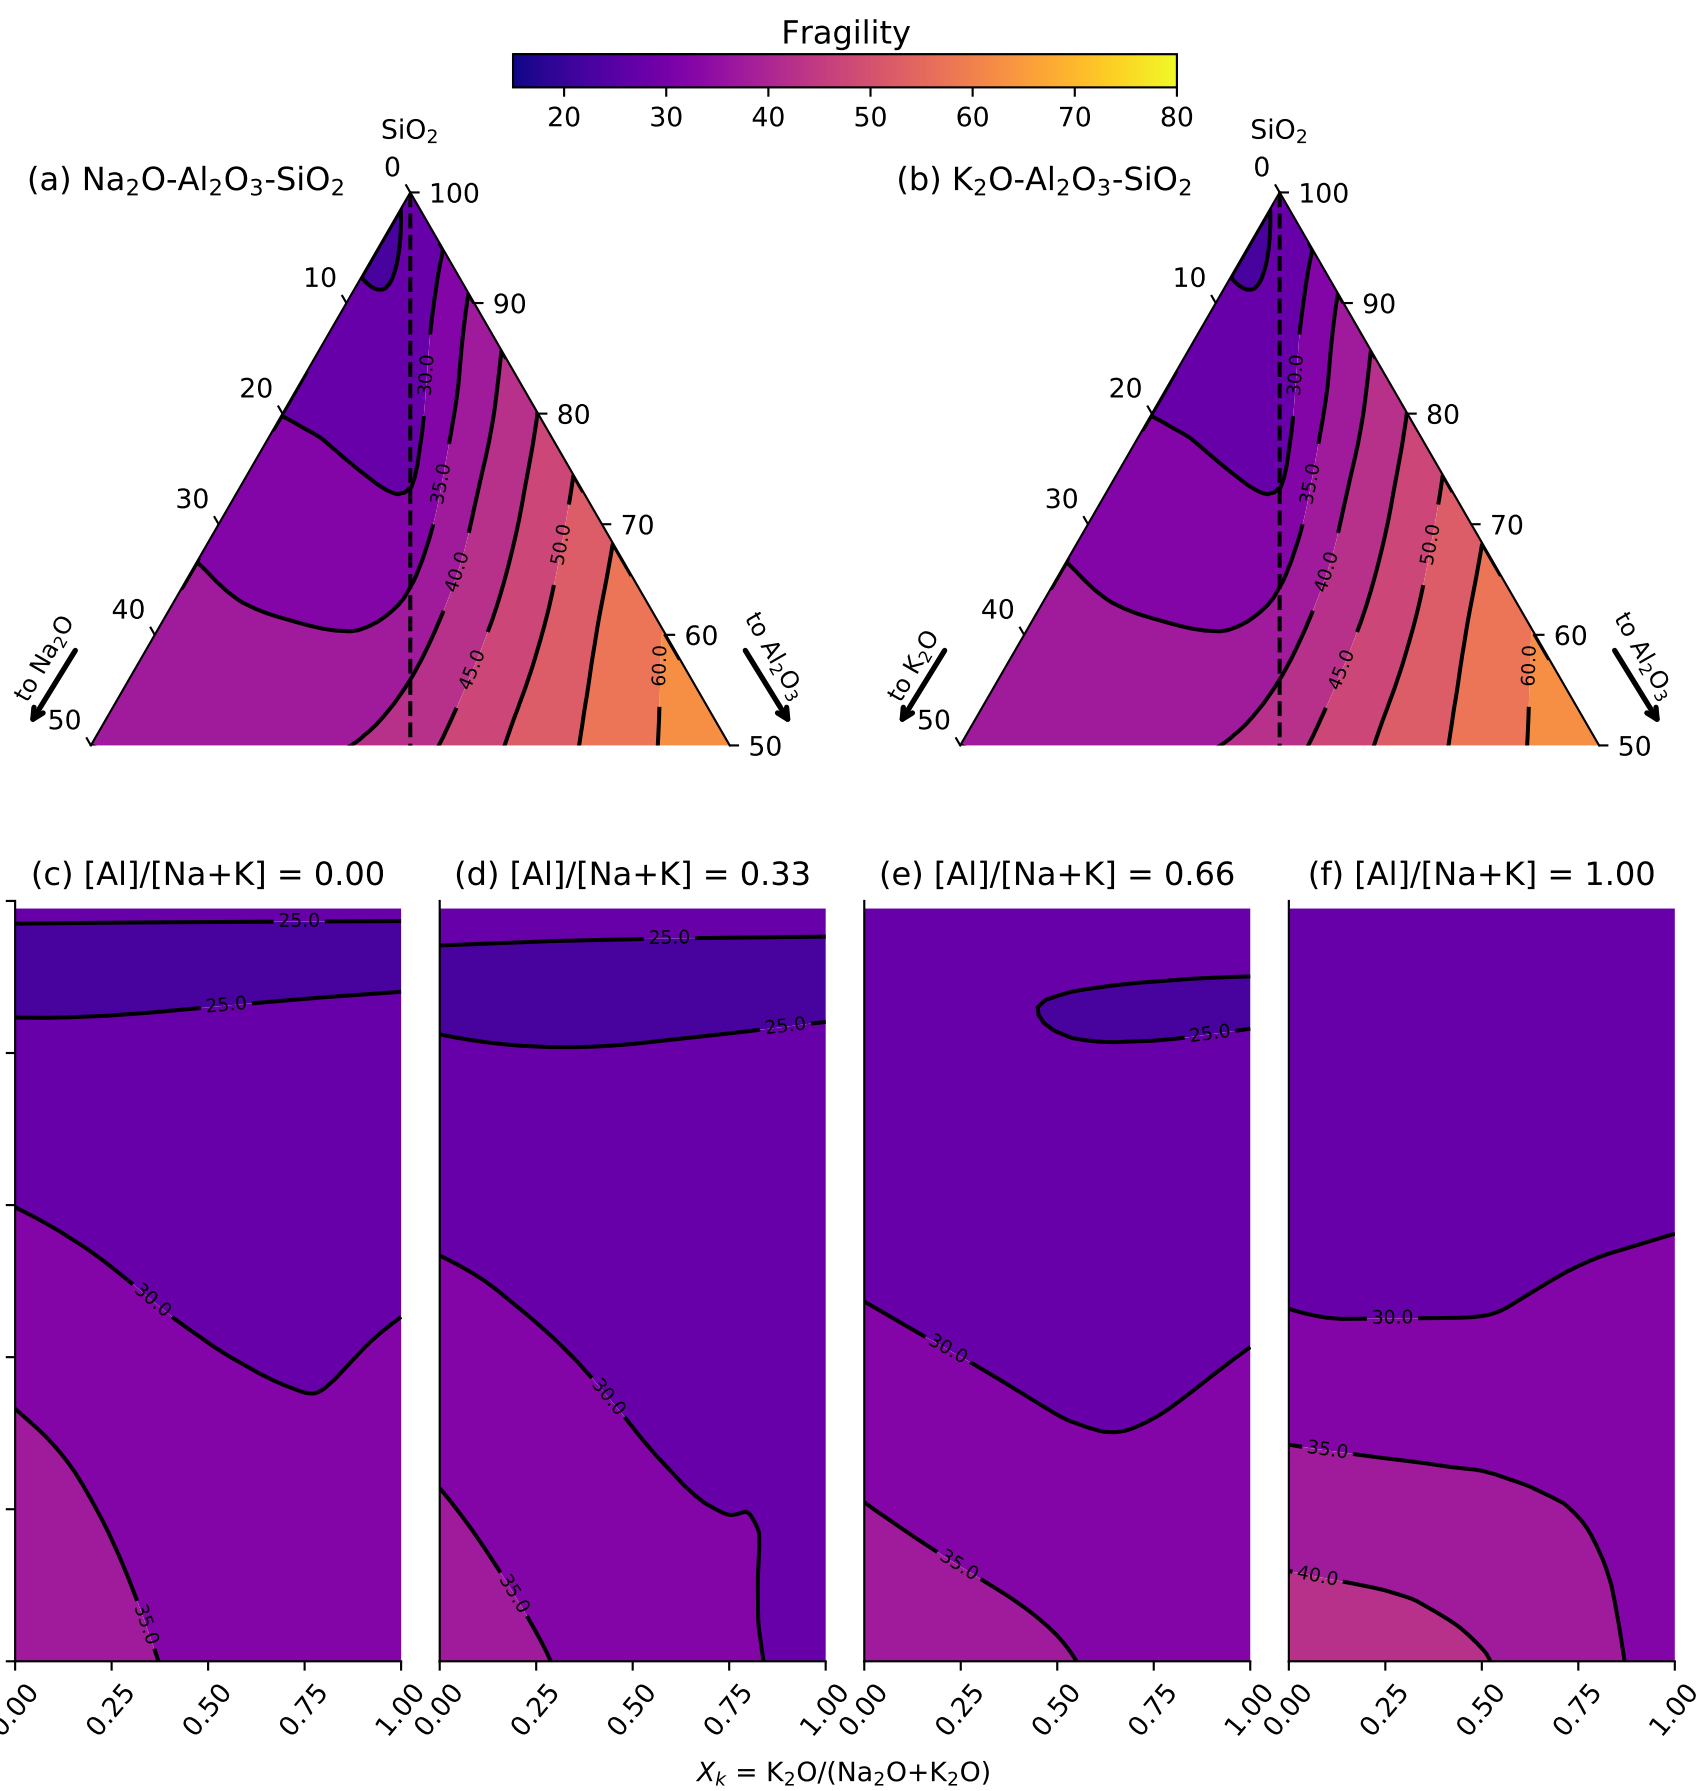 Fragility
20 30 40 50 60 70 80
SiO₂ SiO₂
(a) Na₂O-Al₂O₃-SiO₂ 0 100 (b) K₂O-Al₂O₃-SiO₂ 0 100
10 90 10 90
30.0 30.0
20 80 20 80
35.0 35.0
30 70 30 70
50.0 50.0
40.0 40.0
40 60 40 60
45.0 60.0 45.0 60.0
to Na₂O to Al₂O₃ to K₂O to Al₂O₃
50 50 50 50
(c) [Al]/[Na+K] = 0.00 (d) [Al]/[Na+K] = 0.33 (e) [Al]/[Na+K] = 0.66 (f) [Al]/[Na+K] = 1.00
25.0 25.0
25.0 25.0 25.0
30.0 30.0 30.0 30.0
35.0 35.0 35.0 35.0
40.0
0.00 0.25 0.50 0.75 1.00 0.00 0.25 0.50 0.75 1.00 0.00 0.25 0.50 0.75 1.00 0.00 0.25 0.50 0.75 1.00
Xₖ = K₂O/(Na₂O+K₂O)